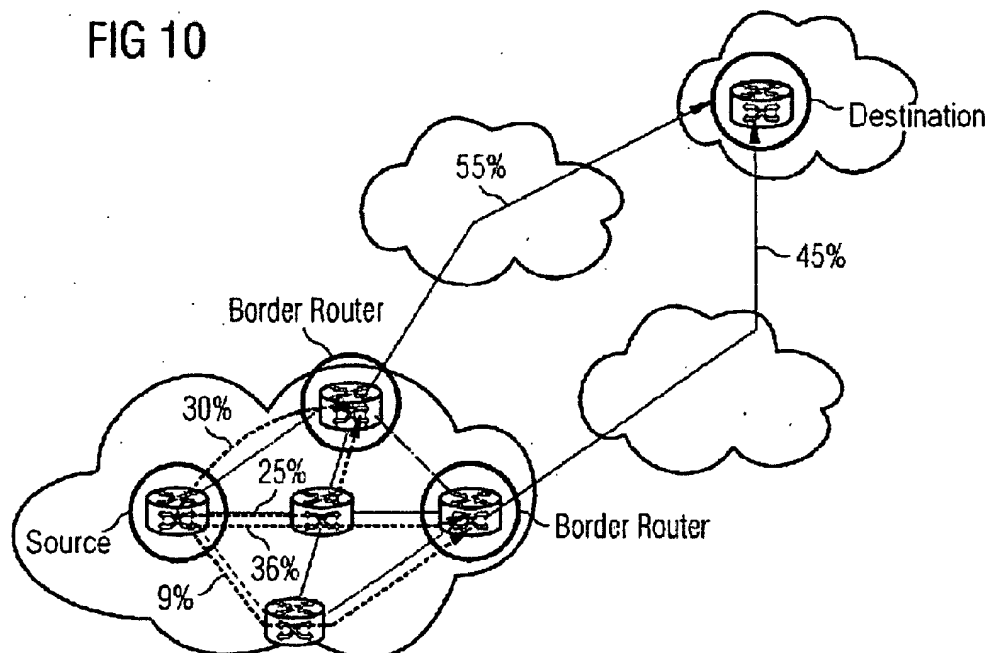 FIG 10
Destination
55%
45%
Border Router
30%
25%
Source
36%
Border Router
9%